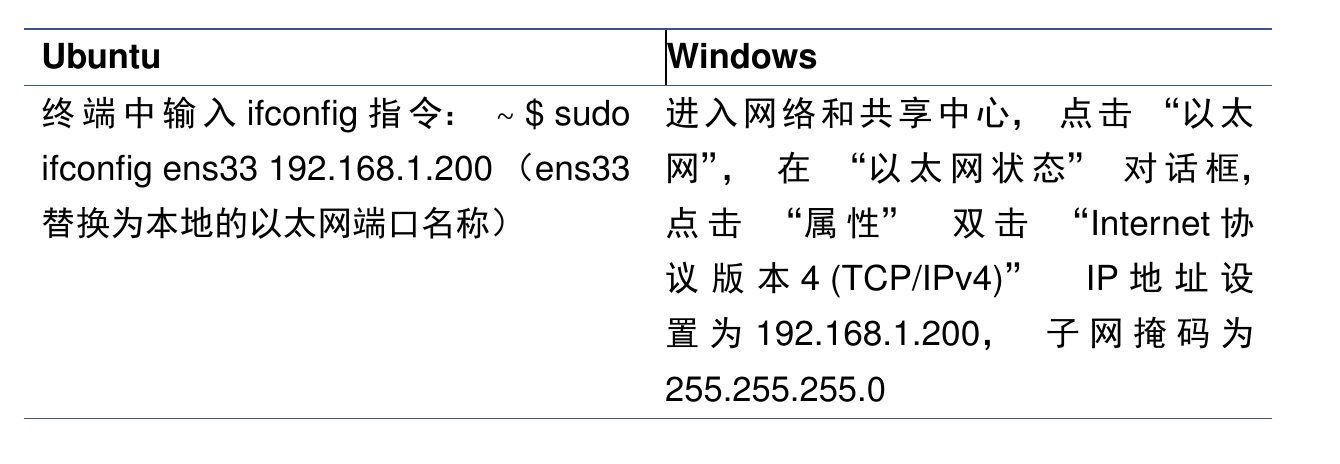 Ubuntu
Windows
终端中输入 ifconfig 指令： ~ $ sudo
ifconfig ens33 192.168.1.200 （ens33
替换为本地的以太网端口名称）
进入网络和共享中心， 点击 “以太
网”， 在 “以太网状态” 对话框，
点击 “属性” 双击 “Internet 协
议版本4 (TCP/IPv4)” IP 地址设
置为 192.168.1.200， 子网掩码为
255.255.255.0